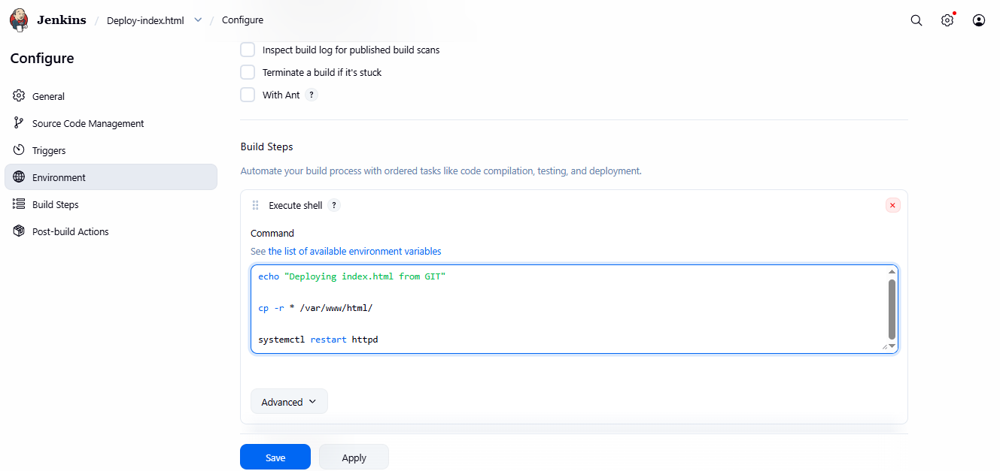 Jenkins / Deploy-index.html / Configure
Configure
General
Source Code Management
Triggers
Environment
Build Steps
Post-build Actions
Inspect build log for published build scans
Terminate a build if it's stuck
With Ant ?
Build Steps
Automate your build process with ordered tasks like code compilation, testing, and deployment.
Execute shell ?
Command
See the list of available environment variables
echo "Deploying index.html from GIT"
cp -r * /var/www/html/
systemctl restart httpd
Advanced
Save
Apply